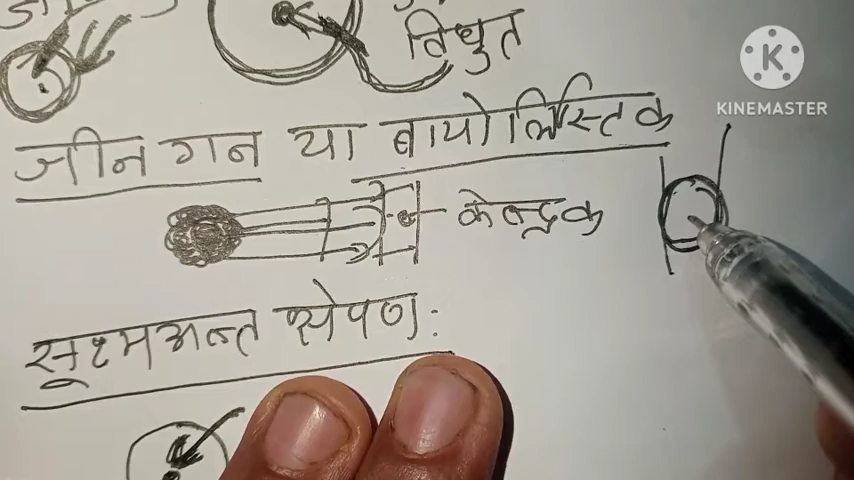 विधुत
जीन गन या बायोलिस्टिक
केन्द्रक
सूक्ष्मअन्त क्षेपण:
K
KINEMASTER